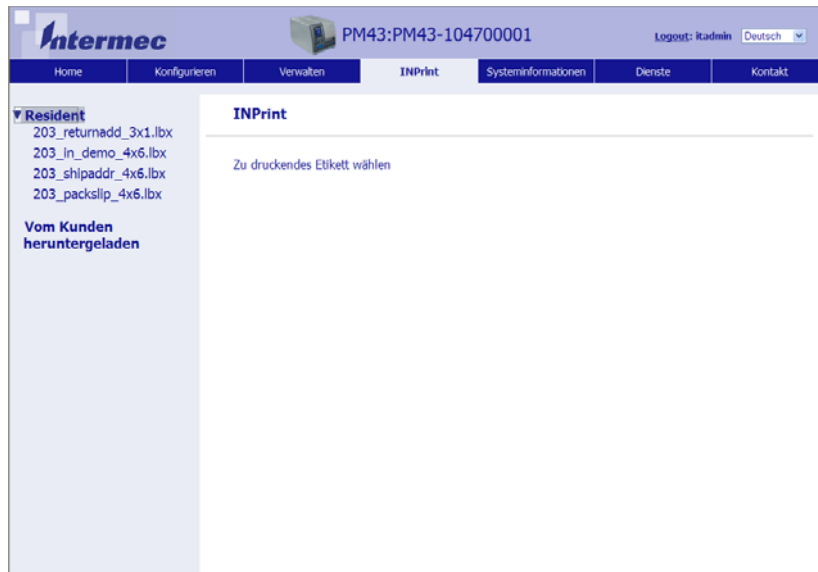 Intermec
PM43:PM43-104700001
Logout: itadmin Deutsch
Home Konfigurieren Verwalten INPrint Systeminformationen Dienste Kontakt
Resident
203_returnadd_3x1.lbx
203_in_demo_4x6.lbx
203_shipaddr_4x6.lbx
203_packslip_4x6.lbx
Vom Kunden
heruntergeladen
INPrint
Zu druckendes Etikett wählen